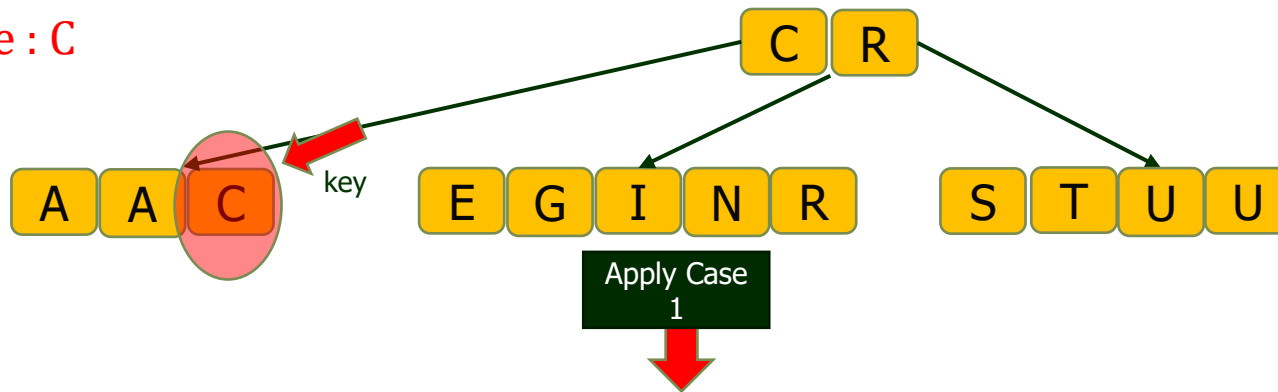 e : C
C R
key
A A C
E G I N R
S T U U
Apply Case
1